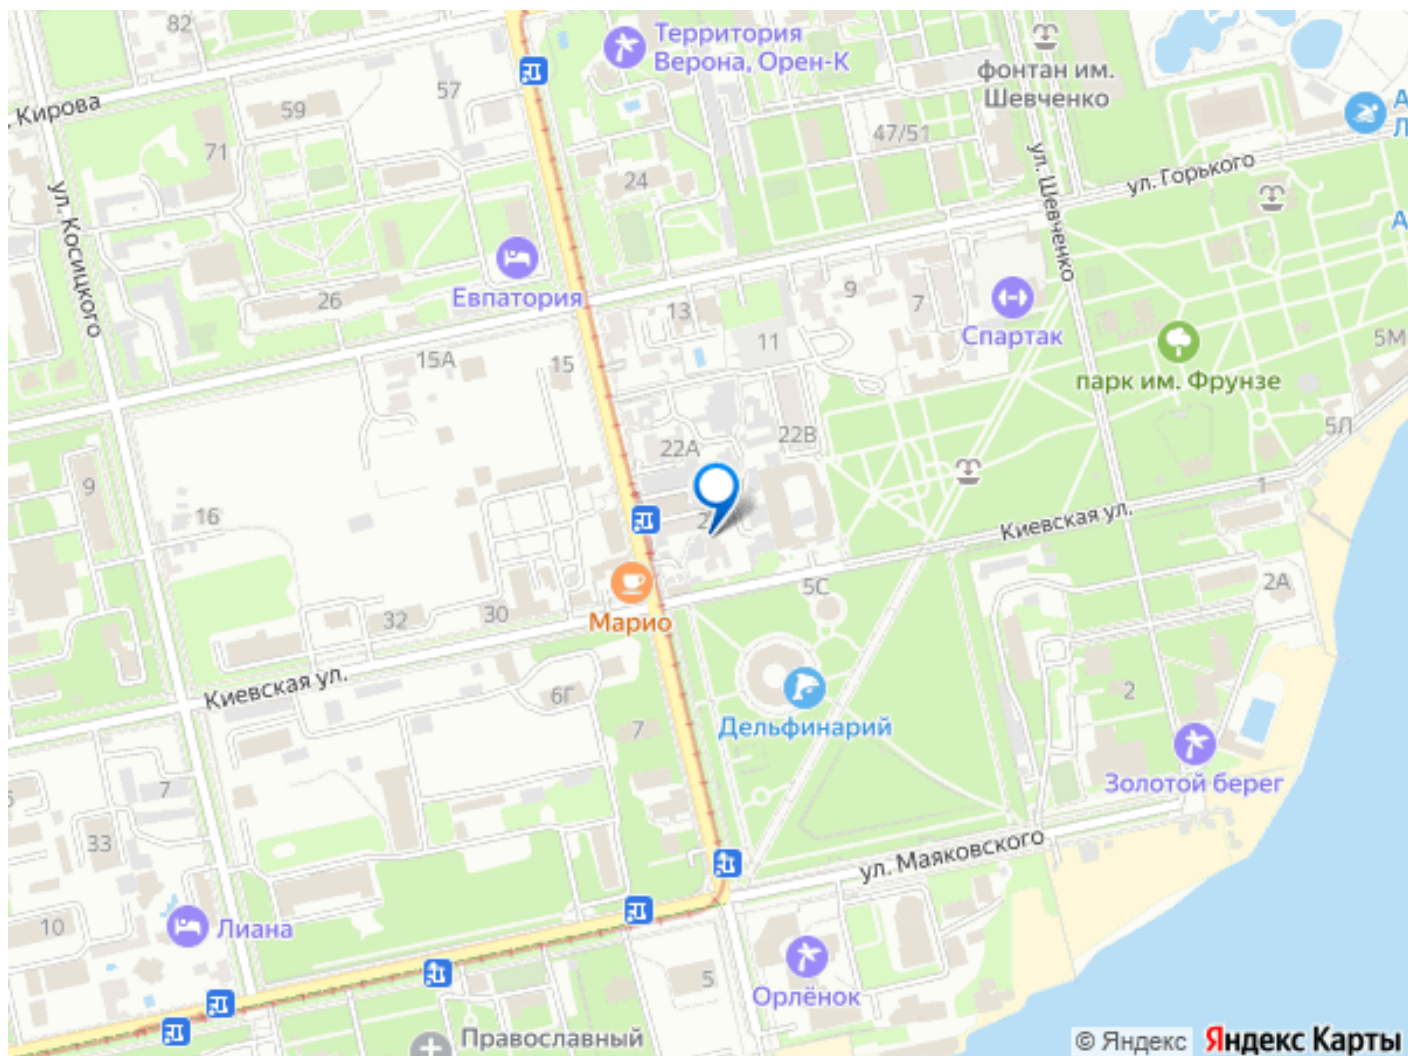 82
Территория
Верона, Орен-К
фонтан им.
Шевченко
57
59
. Кирова
А
Л
47/51
71
ул. Шевченко
ул. Горького
24
ул. Косицкого
А
Евпатория
26
13
9
7
Спартак
11
15А
15
5М
парк им. Фрунзе
5Л
22А
22В
9
16
1
Киевская ул.
2А
5С
32
30
Марио
Киевская ул.
6Г
7
2
Дельфинарий
Золотой берег
7
33
ул. Маяковского
10
Лиана
5
Орлёнок
Православный
© Яндекс Яндекс Карты